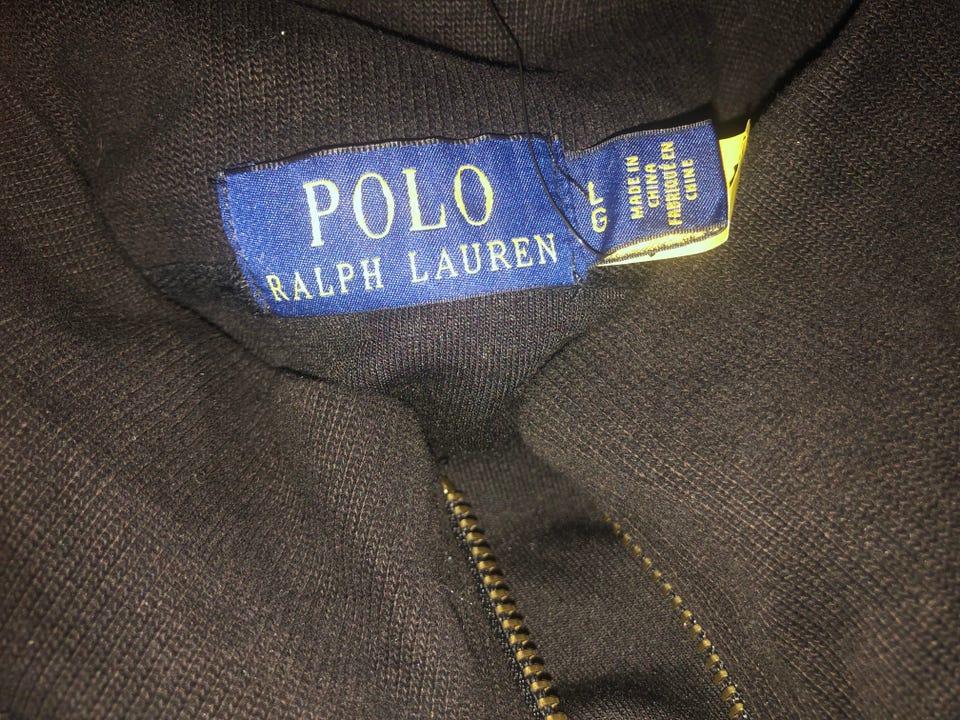 POLO
RALPH LAUREN
L
G
MADE IN
CHINA
FABRIQUÉ EN
CHINE